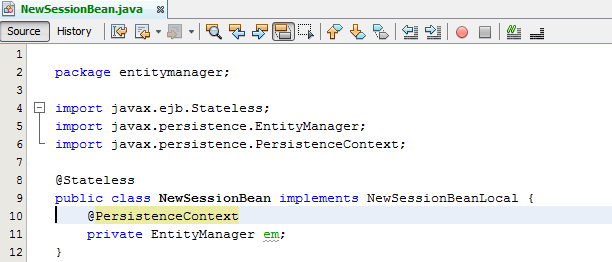 NewSessionBean.java
Source History
1
2 package entitymanager;
3
4 import javax.ejb.Stateless;
5 import javax.persistence.EntityManager;
6 import javax.persistence.PersistenceContext;
7
8 @Stateless
9 public class NewSessionBean implements NewSessionBeanLocal {
10 @PersistenceContext
11 private EntityManager em;
12 }